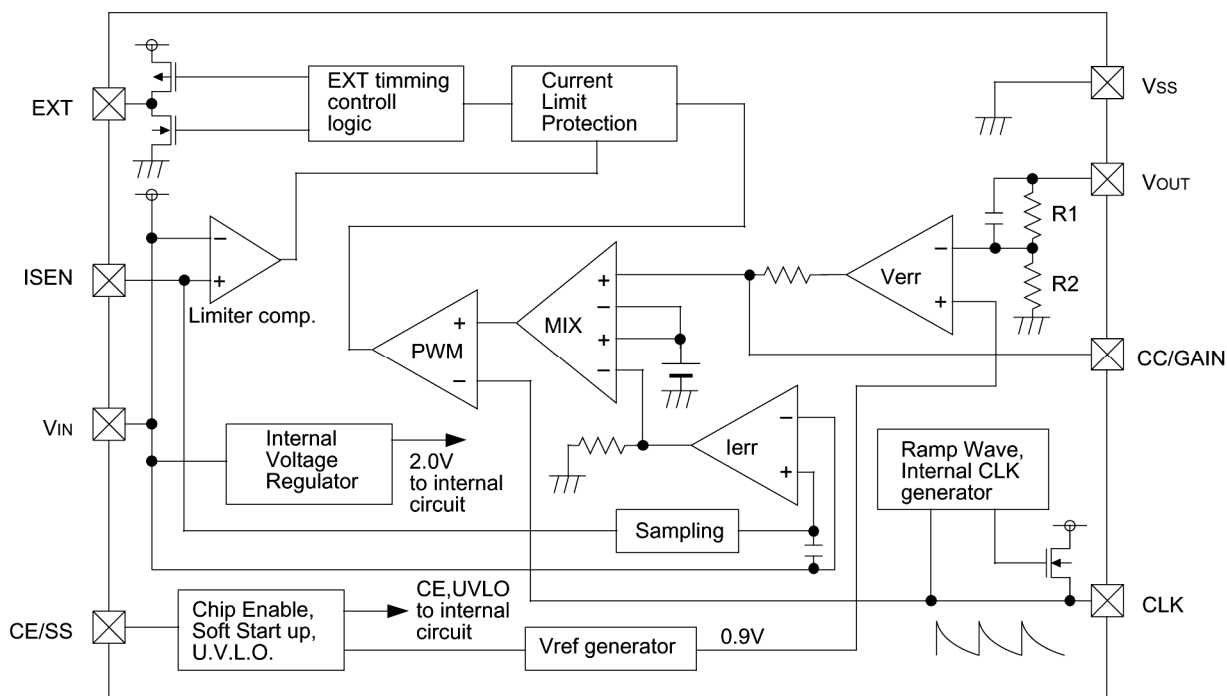 EXT
EXT timming
controll
logic
Current
Limit
Protection
VSS
VOUT
R1
R2
ISEN
−
+
Limiter comp.
PWM
+
−
MIX
+
−
+
−
Verr
−
+
CC/GAIN
VIN
Internal
Voltage
Regulator
2.0V
to internal
circuit
Ierr
−
+
Sampling
Ramp Wave,
Internal CLK
generator
CE/SS
Chip Enable,
Soft Start up,
U.V.L.O.
CE,UVLO
to internal
circuit
Vref generator
0.9V
CLK